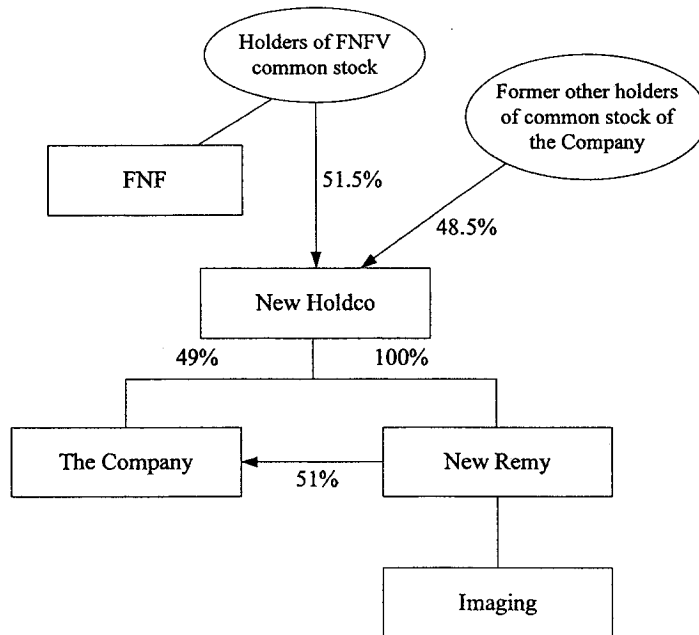 Holders of FNFV
common stock
Former other holders
of common stock of
the Company
FNF
51.5%
48.5%
New Holdco
49%
100%
The Company
New Remy
51%
Imaging